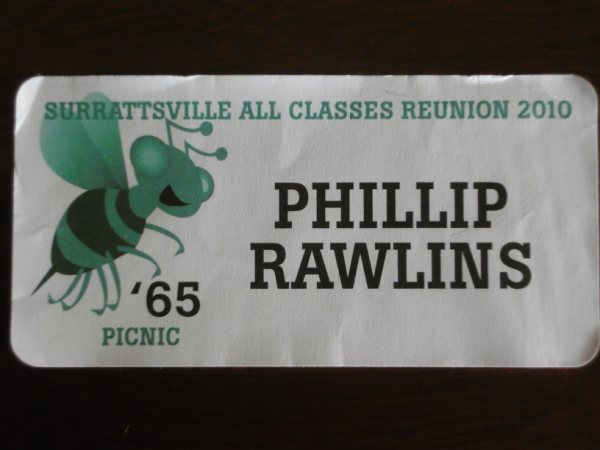 SURRATTSVILLE ALL CLASSES REUNION 2010
PHILLIP
RAWLINS
‘65
PICNIC